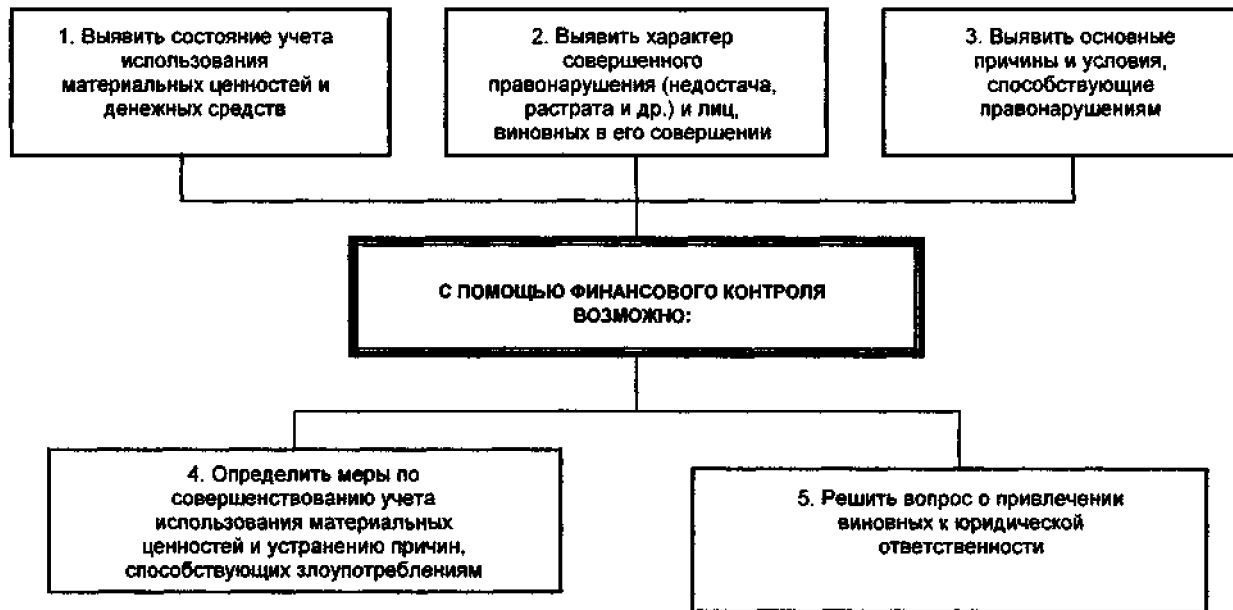 1. Выявить состояние учета
использования
материальных ценностей и
денежных средств
2. Выявить характер
совершенного
правонарушения (недостача,
растрата и др.) и лиц,
виновных в его совершении
3. Выявить основные
причины и условия,
способствующие
правонарушениям
С ПОМОЩЬЮ ФИНАНСОВОГО КОНТРОЛЯ
ВОЗМОЖНО:
4. Определить меры по
совершенствованию учета
использования материальных
ценностей и устранению причин,
способствующих злоупотреблениям
5. Решить вопрос о привлечении
виновных к юридической
ответственности